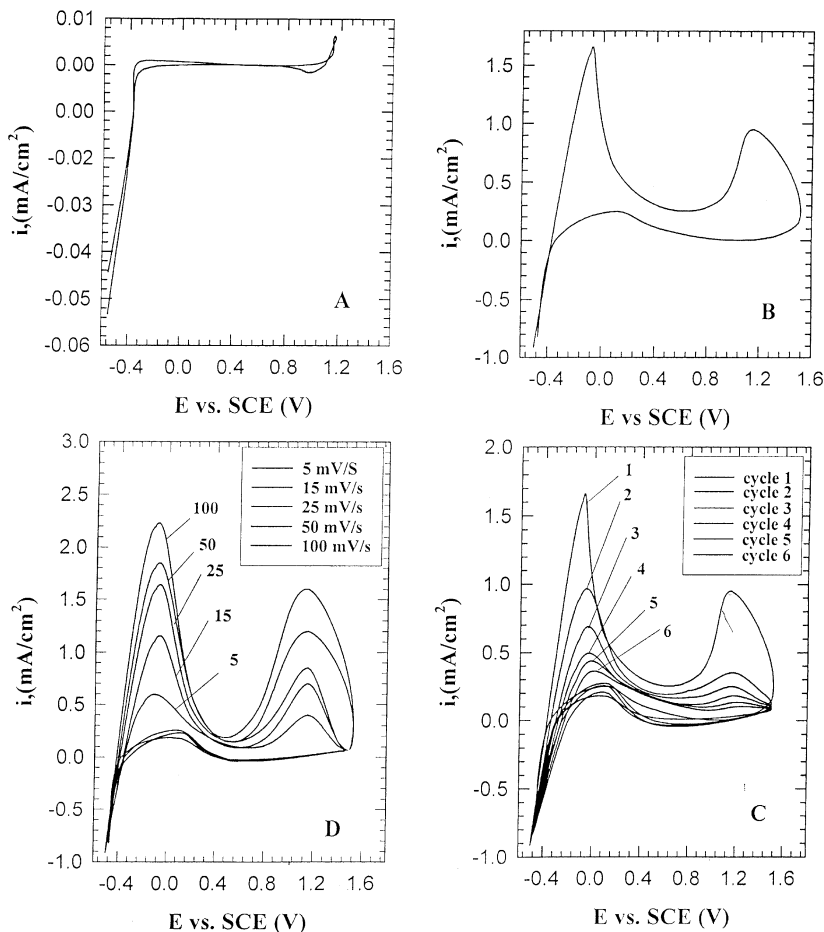 0.01
0.00
0.00
-0.02
-0.03
-0.05
-0.06
i,(mA/cm²)
A
-0.4 0.0 0.4 0.8 1.2 1.6
E vs. SCE (V)
1.5
1.0
0.5
0.0
-0.5
-1.0
i,(mA/cm²)
B
-0.4 0.0 0.4 0.8 1.2 1.6
E vs SCE (V)
3.0
2.5
2.0
1.5
1.0
0.5
0.0
-0.5
-1.0
i,(mA/cm²)
5 mV/S
15 mV/s
25 mV/s
50 mV/s
100 mV/s
100
50
25
15
5
D
-0.4 0.0 0.4 0.8 1.2 1.6
E vs. SCE (V)
2.0
1.5
1.0
0.5
0.0
-0.5
-1.0
i,(mA/cm²)
cycle 1
cycle 2
cycle 3
cycle 4
cycle 5
cycle 6
1
2
3
4
5
6
C
-0.4 0.0 0.4 0.8 1.2 1.6
E vs. SCE (V)